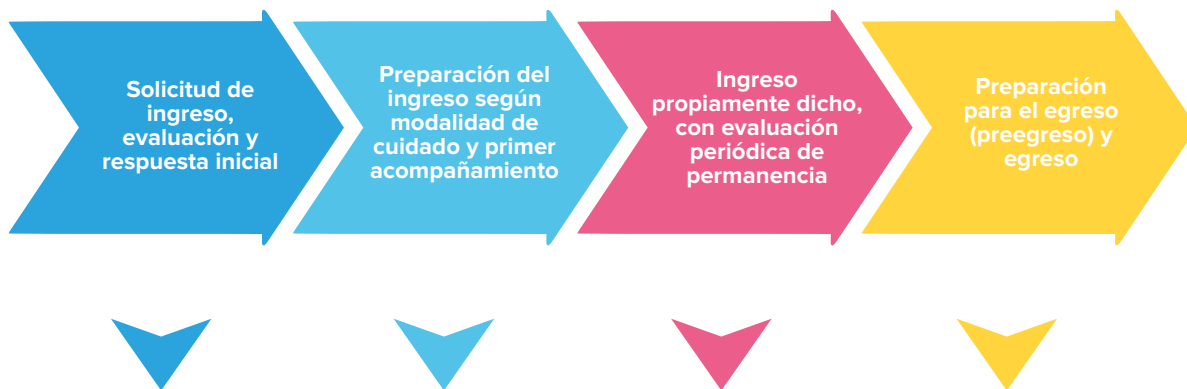 Solicitud de
ingreso,
evaluación y
respuesta inicial
Preparación del
ingreso según
modalidad de
cuidado y primer
acompañamiento
Ingreso
propiamente dicho,
con evaluación
periódica de
permanencia
Preparación
para el egreso
(preegreso) y
egreso